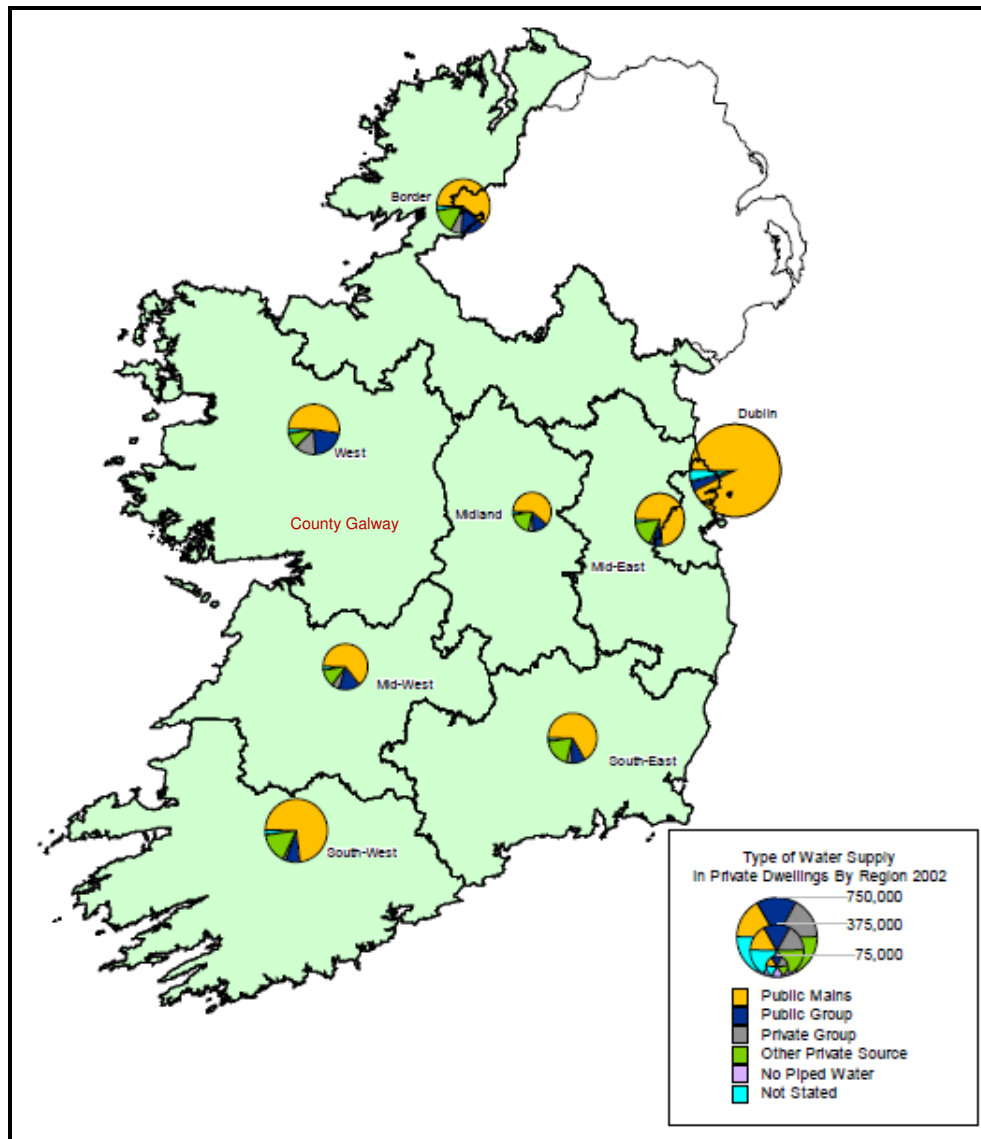 Border
Dublin
West
Midland
County Galway
Mid-East
Mid-West
South-East
South-West
Type of Water Supply
In Private Dwellings By Region 2002
750,000
375,000
75,000
Public Mains
Public Group
Private Group
Other Private Source
No Piped Water
Not Stated